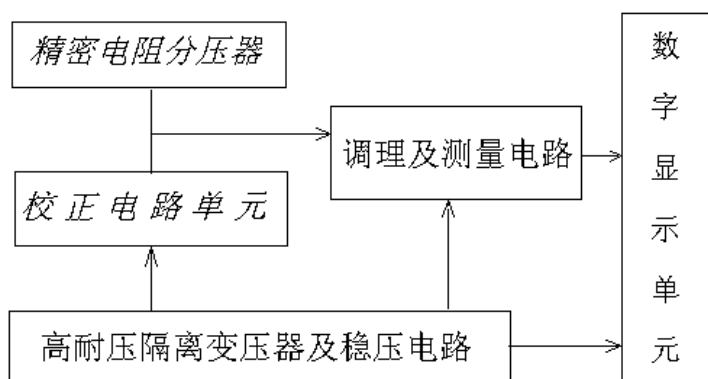 精密电阻分压器
校正电路单元
调理及测量电路
高耐压隔离变压器及稳压电路
数字显示单元